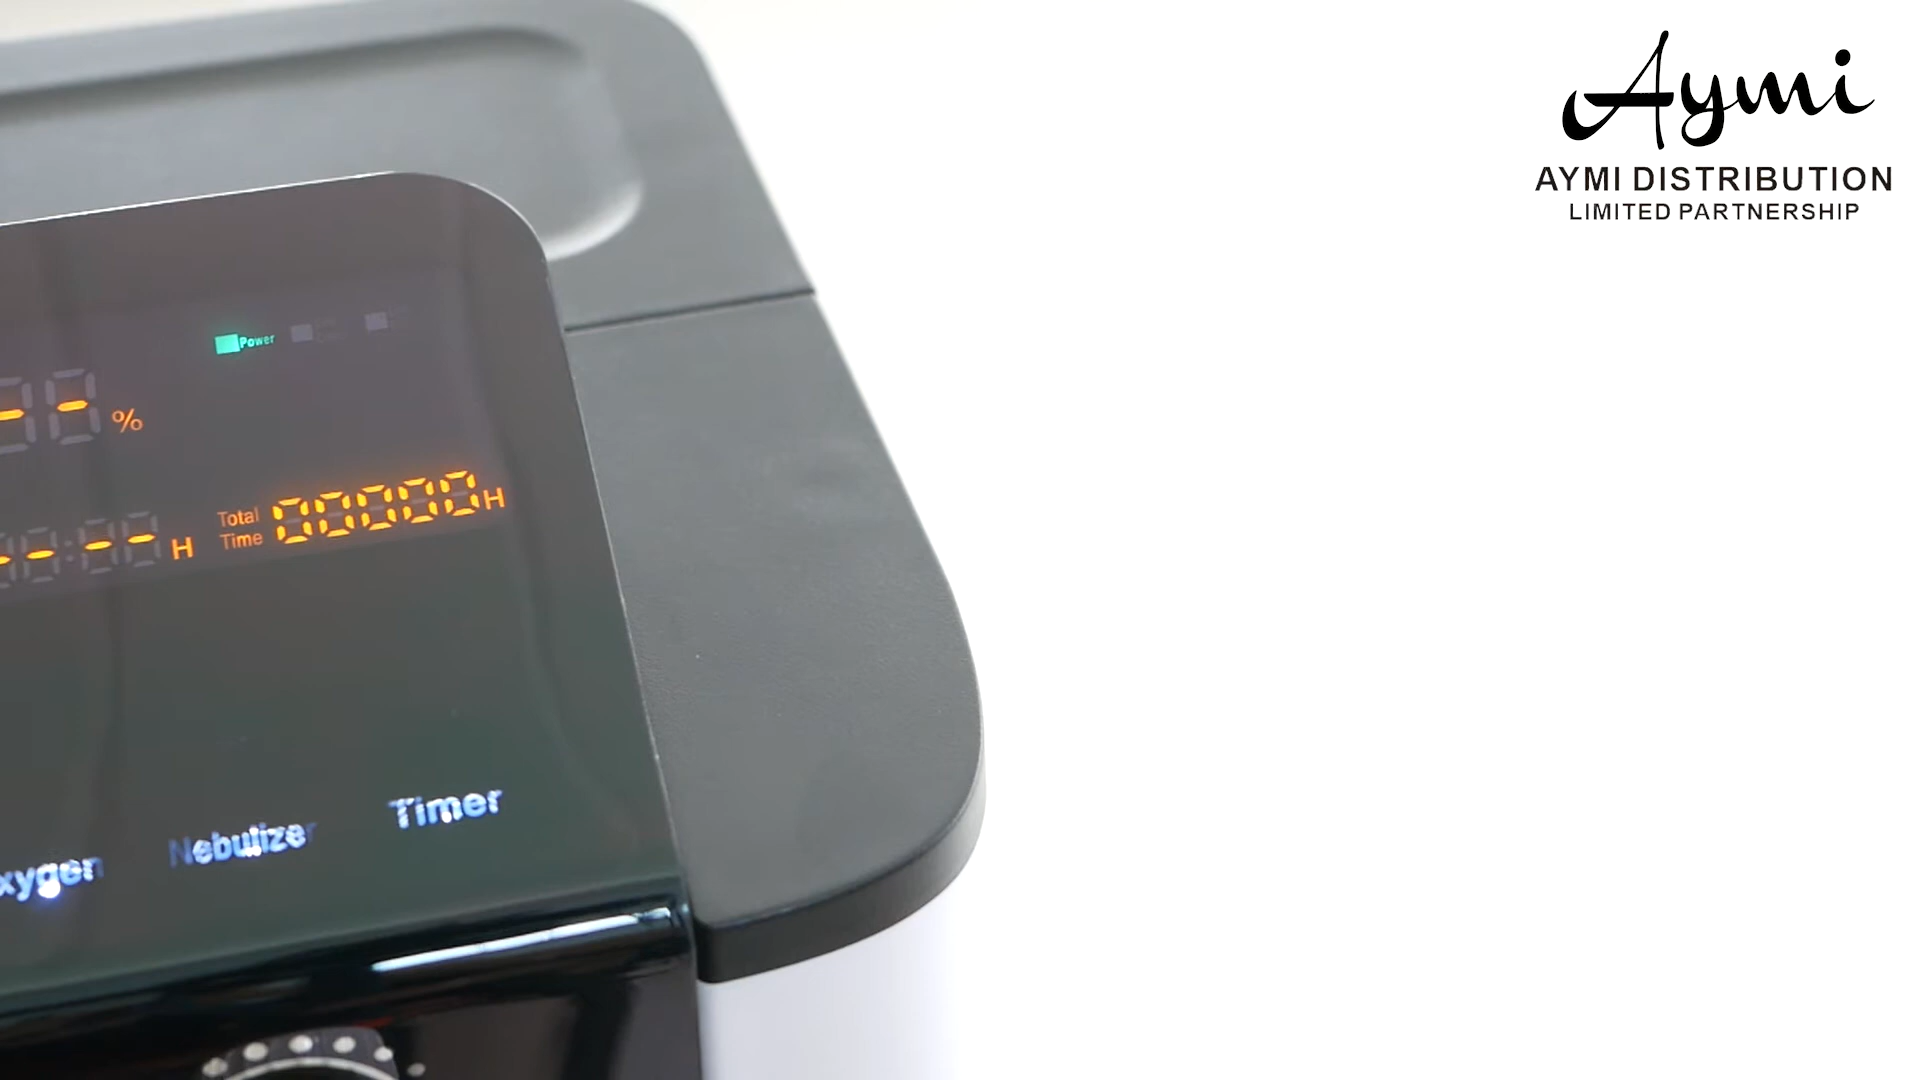 Aymi
AYMI DISTRIBUTION
LIMITED PARTNERSHIP
Power
-- %
---- H
Total
Time
00000H
Timer
Nebulizer
xygen